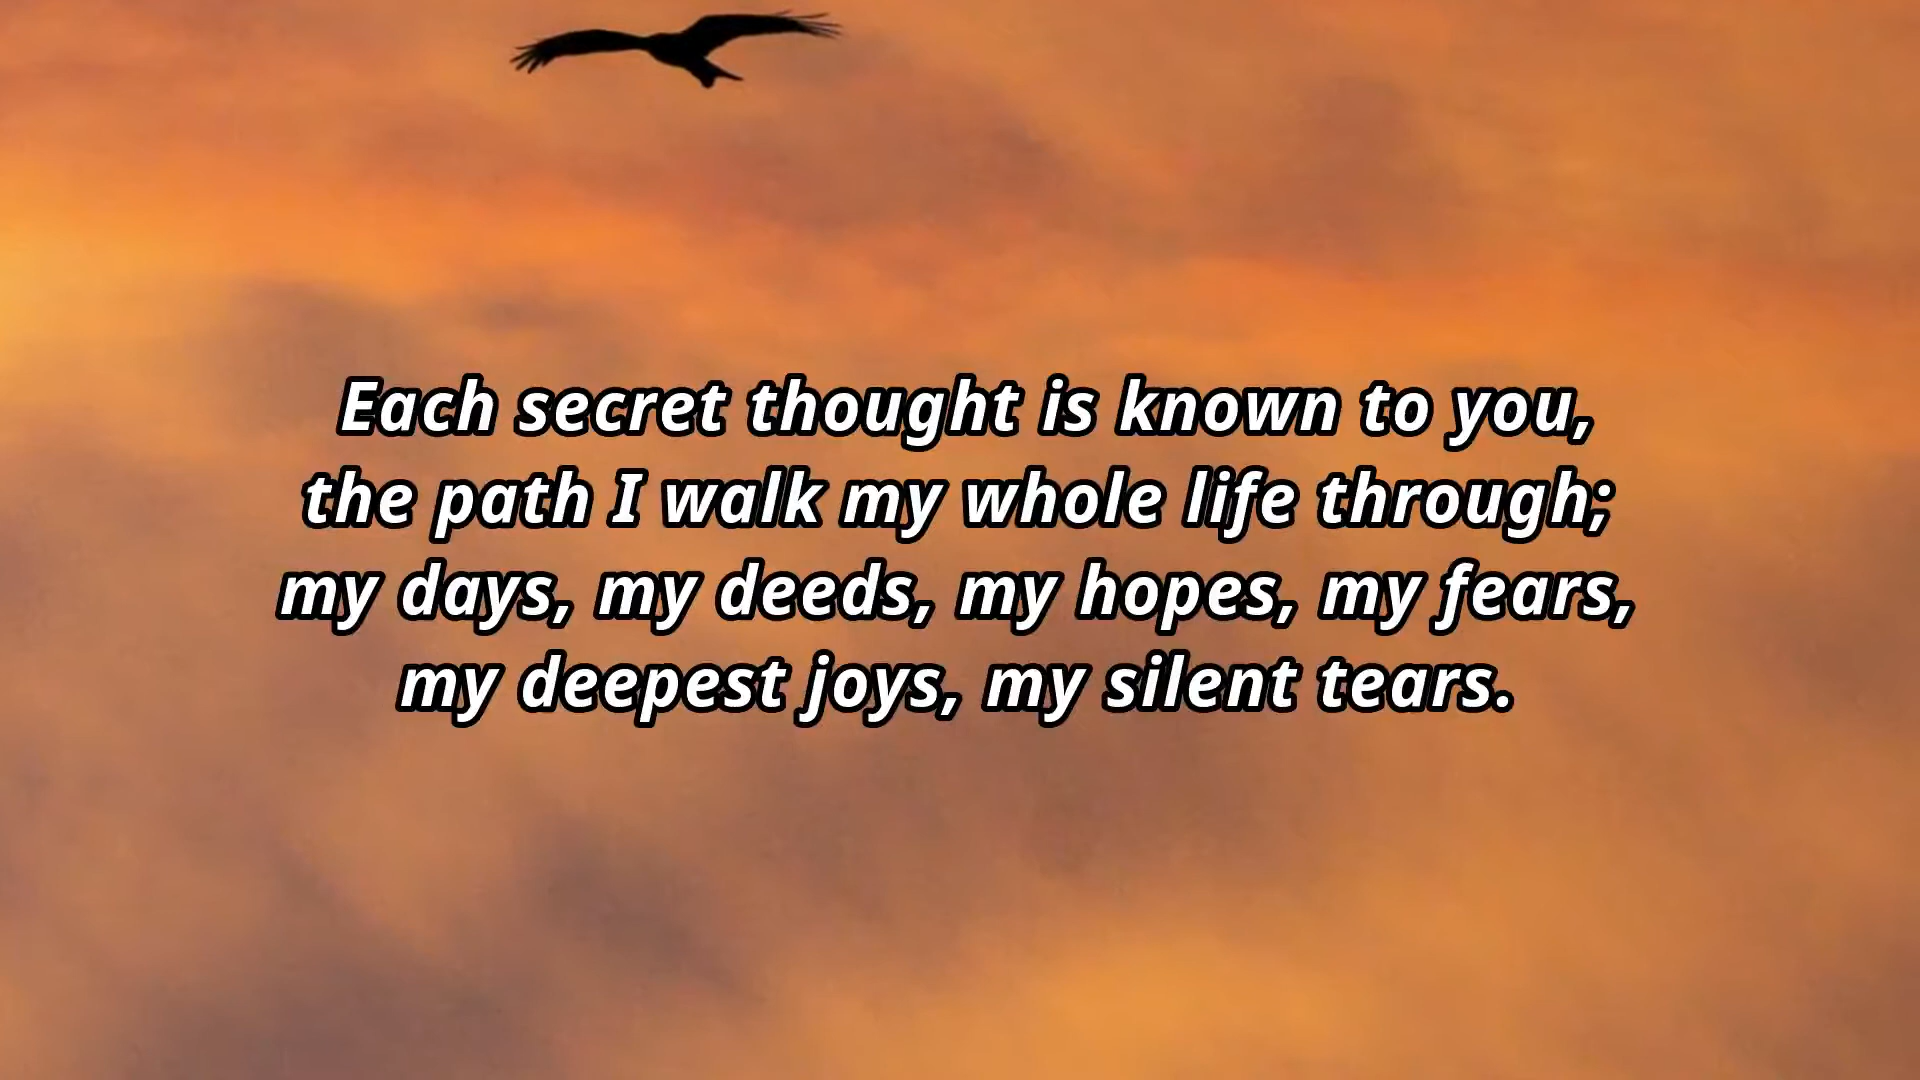 Each secret thought is known to you,
the path I walk my whole life through;
my days, my deeds, my hopes, my fears,
my deepest joys, my silent tears.